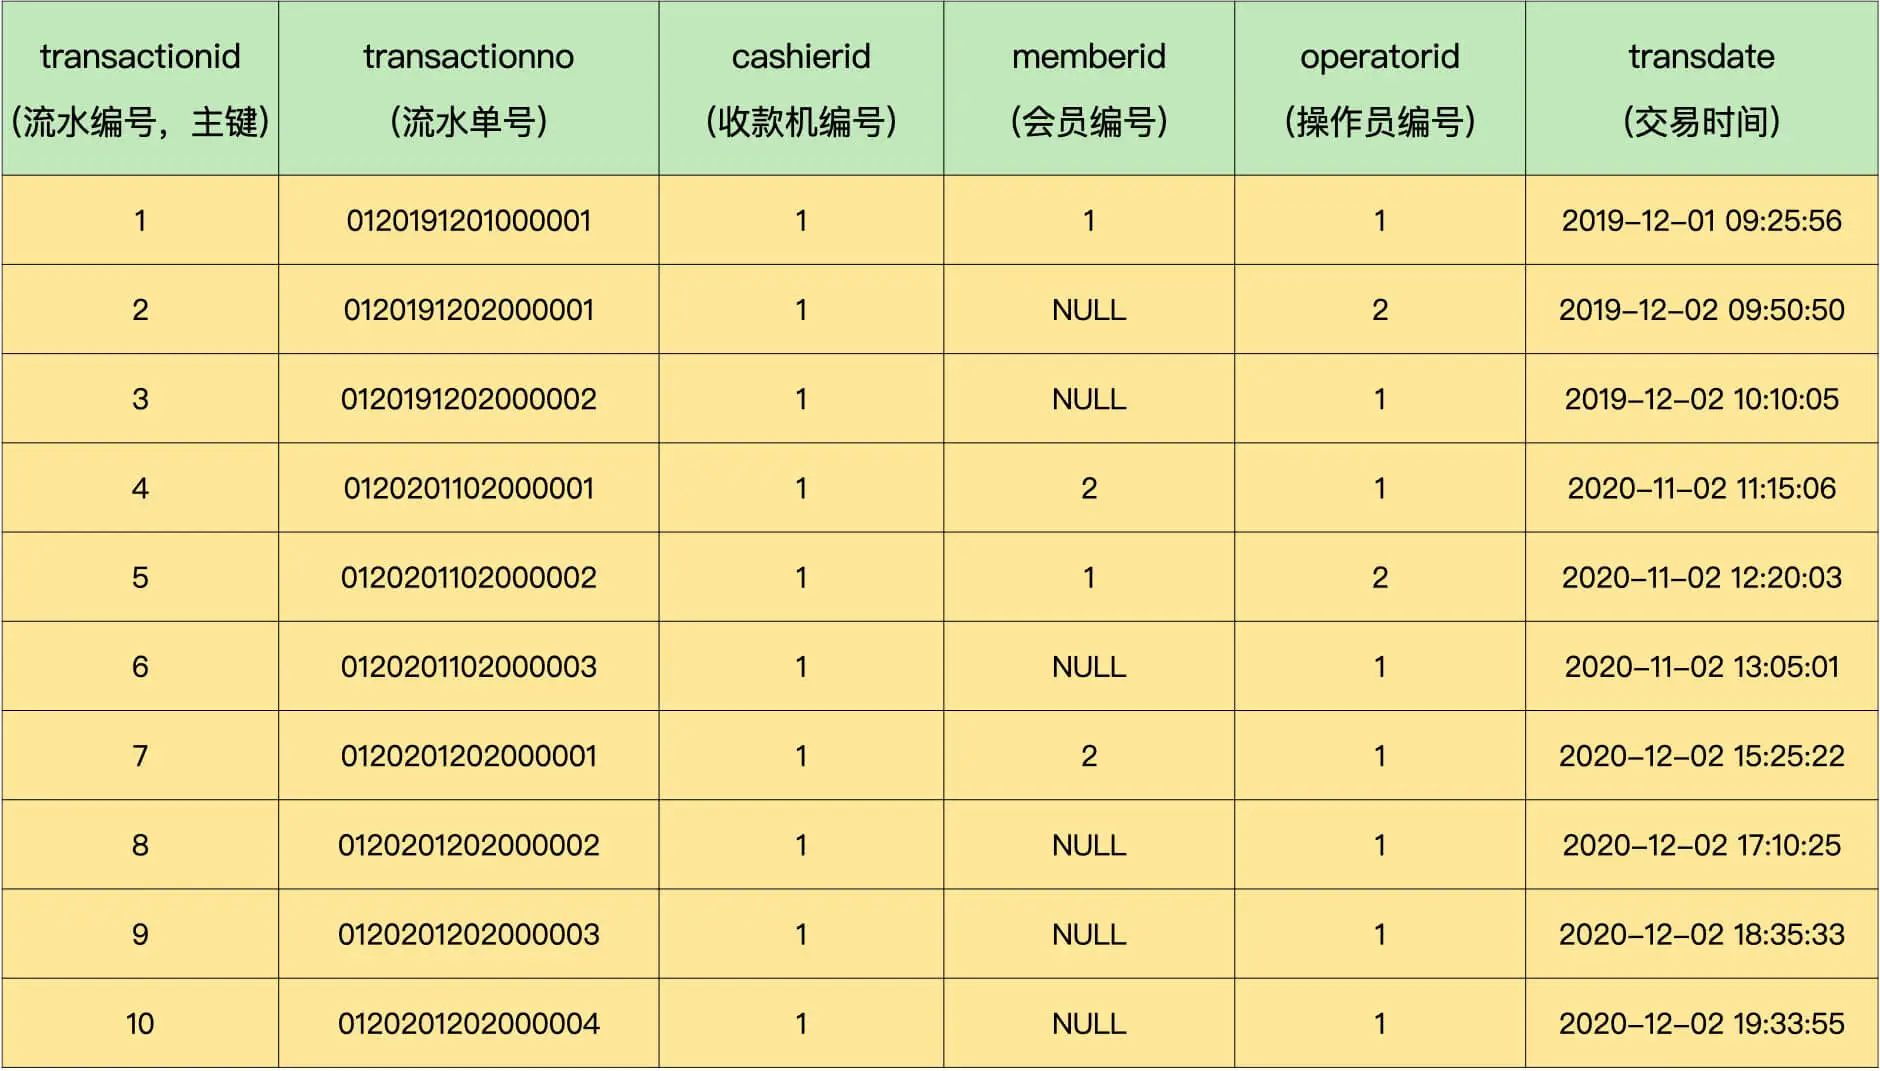 transactionid transactionno cashierid memberid operatorid transdate
(流水编号，主键) (流水单号) (收款机编号) (会员编号) (操作员编号) (交易时间)
1 0120191201000001 1 1 1 2019-12-01 09:25:56
2 0120191202000001 1 NULL 2 2019-12-02 09:50:50
3 0120191202000002 1 NULL 1 2019-12-02 10:10:05
4 0120201102000001 1 2 1 2020-11-02 11:15:06
5 0120201102000002 1 1 2 2020-11-02 12:20:03
6 0120201102000003 1 NULL 1 2020-11-02 13:05:01
7 0120201202000001 1 2 1 2020-12-02 15:25:22
8 0120201202000002 1 NULL 1 2020-12-02 17:10:25
9 0120201202000003 1 NULL 1 2020-12-02 18:35:33
10 0120201202000004 1 NULL 1 2020-12-02 19:33:55